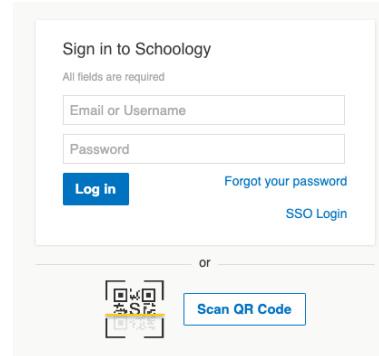 Sign in to Schoology
All fields are required
Email or Username
Password
Log in
Forgot your password
SSO Login
or
S
Scan QR Code